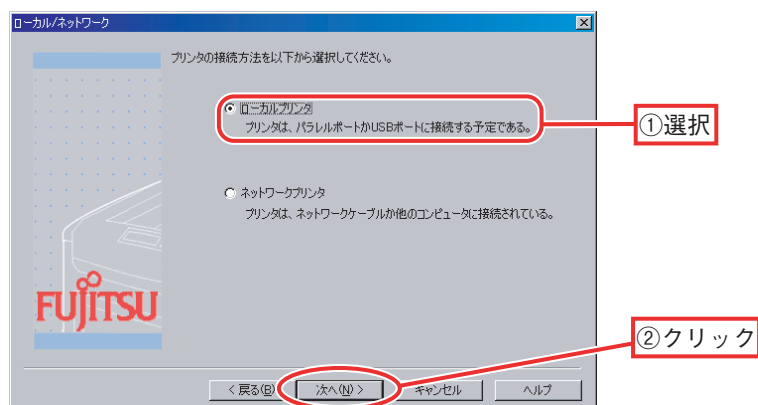 ローカル/ネットワーク
プリンタの接続方法を以下から選択してください。
ローカルプリンタ
プリンタは、パラレルポートかUSBポートに接続する予定である。
①選択
ネットワークプリンタ
プリンタは、ネットワークケーブルか他のコンピュータに接続されている。
FUJITSU
②クリック
< 戻る(B)
次へ(N) >
キャンセル
ヘルプ